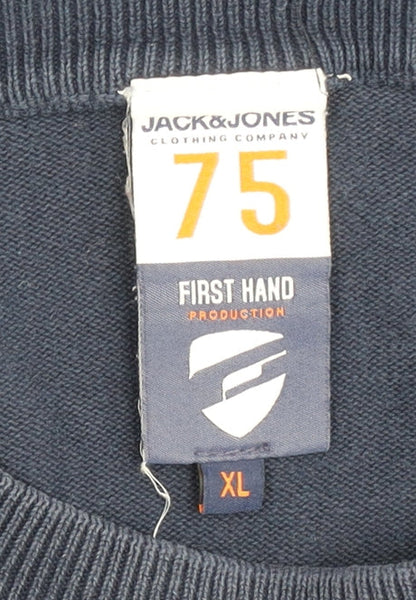 JACK&JONES
CLOTHING COMPANY
75
FIRST HAND
PRODUCTION
XL